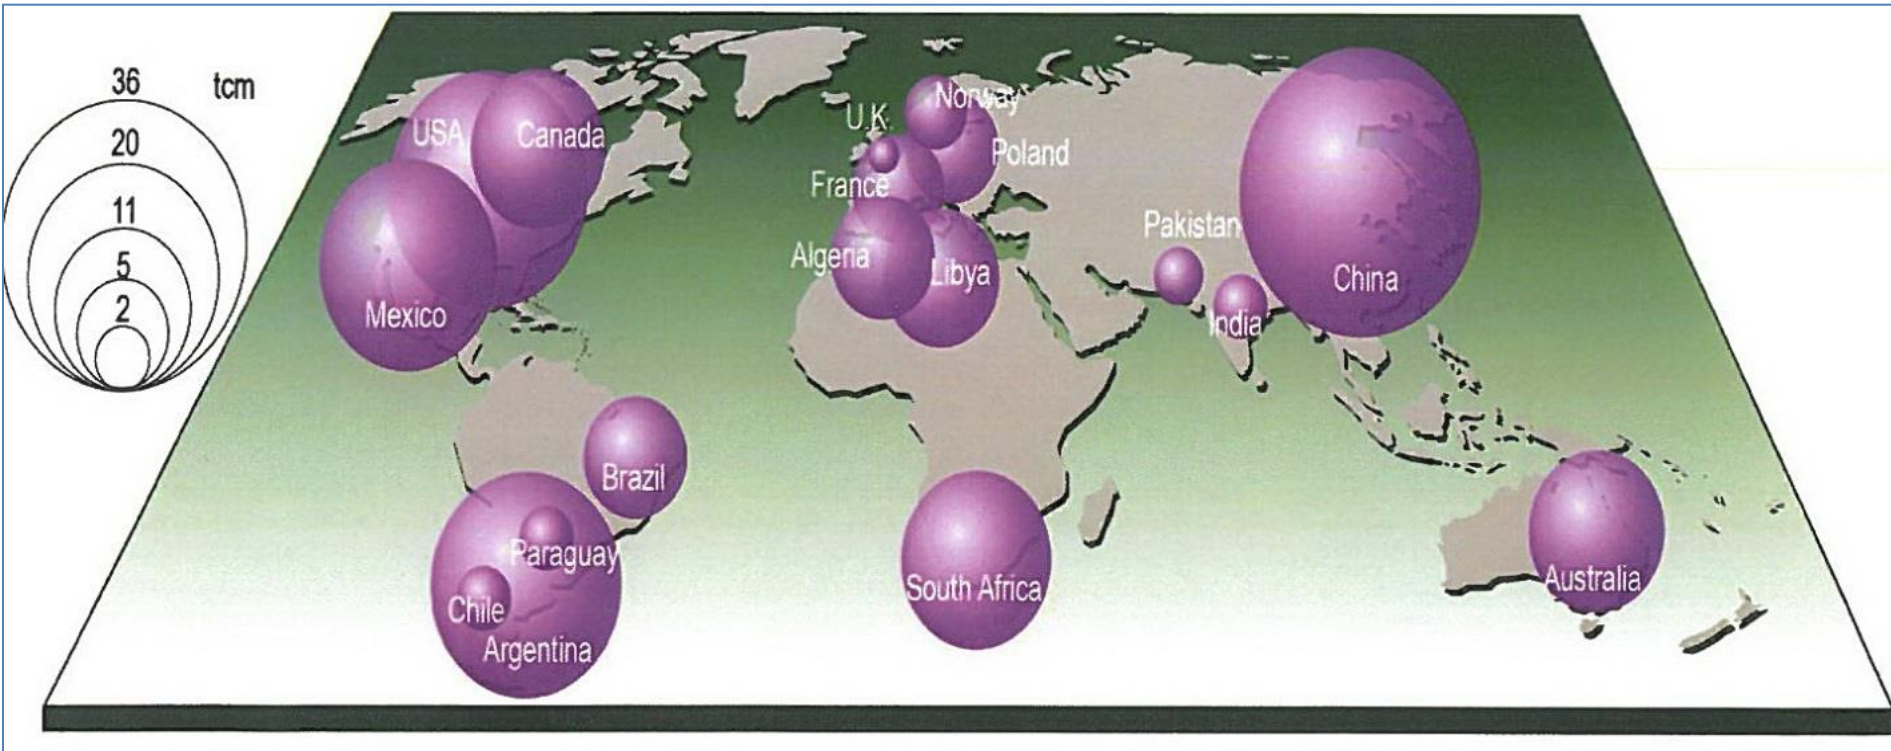 36
tcm
20
11
5
2
USA
Canada
Mexico
Norway
U.K.
Poland
France
Algeria
Libya
Pakistan
India
China
Brazil
Paraguay
Chile
Argentina
South Africa
Australia